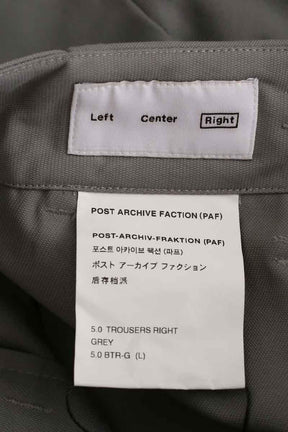 Left Center Right
POST ARCHIVE FACTION (PAF)
POST-ARCHIV-FRAKTION (PAF)
포스트 아카이브 팩션 (파프)
ポスト アーカイブ ファクション
后存档派
5.0 TROUSERS RIGHT
GREY
5.0 BTR-G (L)